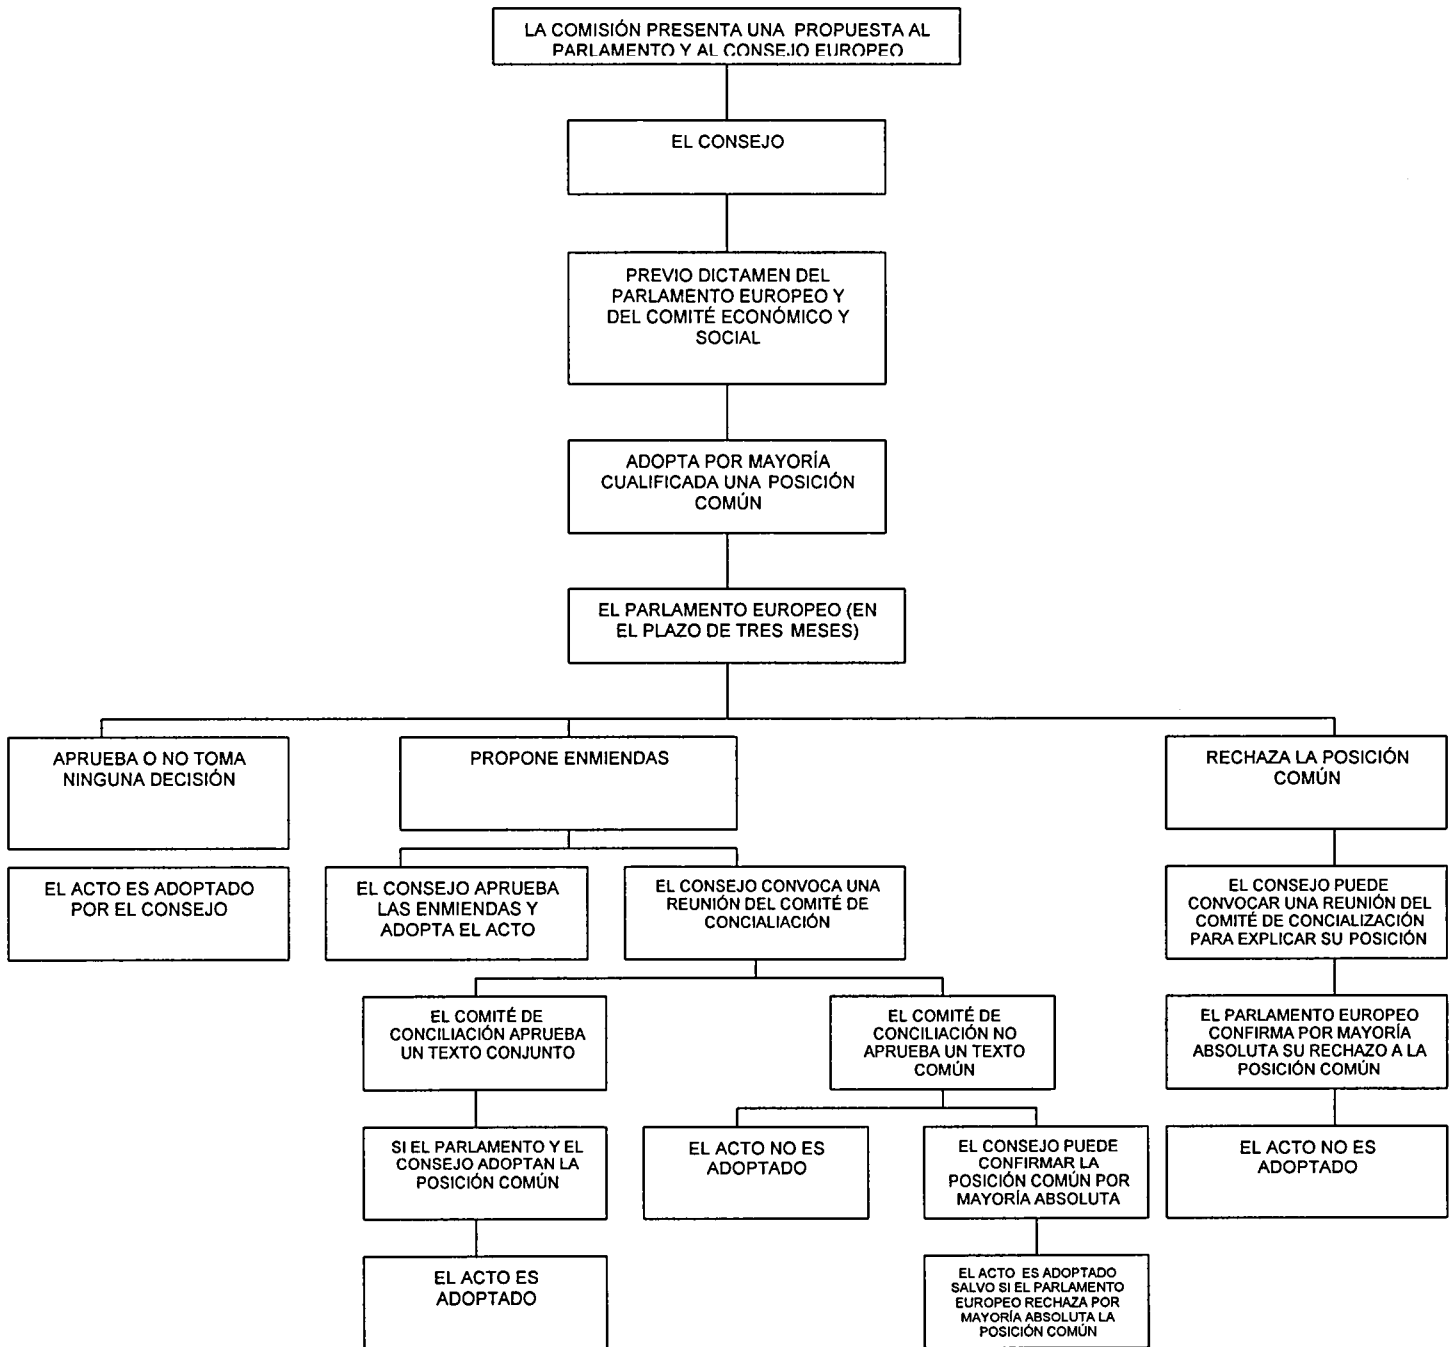 LA COMISIÓN PRESENTA UNA PROPUESTA AL
PARLAMENTO Y AL CONSEJO EUROPEO
EL CONSEJO
PREVIO DICTAMEN DEL
PARLAMENTO EUROPEO Y
DEL COMITÉ ECONÓMICO Y
SOCIAL
ADOPTA POR MAYORÍA
CUALIFICADA UNA POSICIÓN
COMÚN
EL PARLAMENTO EUROPEO (EN
EL PLAZO DE TRES MESES)
APRUEBA O NO TOMA
NINGUNA DECISIÓN
PROPONE ENMIENDAS
RECHAZA LA POSICIÓN
COMÚN
EL ACTO ES ADOPTADO
POR EL CONSEJO
EL CONSEJO APRUEBA
LAS ENMIENDAS Y
ADOPTA EL ACTO
EL CONSEJO CONVOCA UNA
REUNIÓN DEL COMITÉ DE
CONCIALIACIÓN
EL CONSEJO PUEDE
CONVOCAR UNA REUNIÓN DEL
COMITÉ DE CONCIALIZACIÓN
PARA EXPLICAR SU POSICIÓN
EL COMITÉ DE
CONCILIACIÓN APRUEBA
UN TEXTO CONJUNTO
EL COMITÉ DE
CONCILIACIÓN NO
APRUEBA UN TEXTO
COMÚN
EL PARLAMENTO EUROPEO
CONFIRMA POR MAYORÍA
ABSOLUTA SU RECHAZO A LA
POSICIÓN COMÚN
SI EL PARLAMENTO Y EL
CONSEJO ADOPTAN LA
POSICIÓN COMÚN
EL ACTO NO ES
ADOPTADO
EL CONSEJO PUEDE
CONFIRMAR LA
POSICIÓN COMÚN POR
MAYORÍA ABSOLUTA
EL ACTO NO ES
ADOPTADO
EL ACTO ES
ADOPTADO
EL ACTO ES ADOPTADO
SALVO SI EL PARLAMENTO
EUROPEO RECHAZA POR
MAYORÍA ABSOLUTA LA
POSICIÓN COMÚN